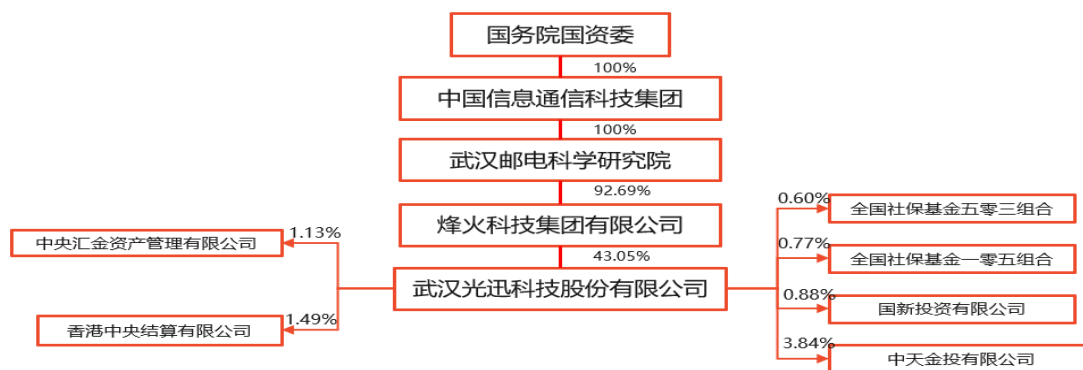 国务院国资委
100%
中国信息通信科技集团
100%
武汉邮电科学研究院
92.69%
烽火科技集团有限公司
43.05%
武汉光迅科技股份有限公司
1.13%
中央汇金资产管理有限公司
1.49%
香港中央结算有限公司
0.60%
全国社保基金五零三组合
0.77%
全国社保基金一零五组合
0.88%
国新投资有限公司
3.84%
中天金投有限公司